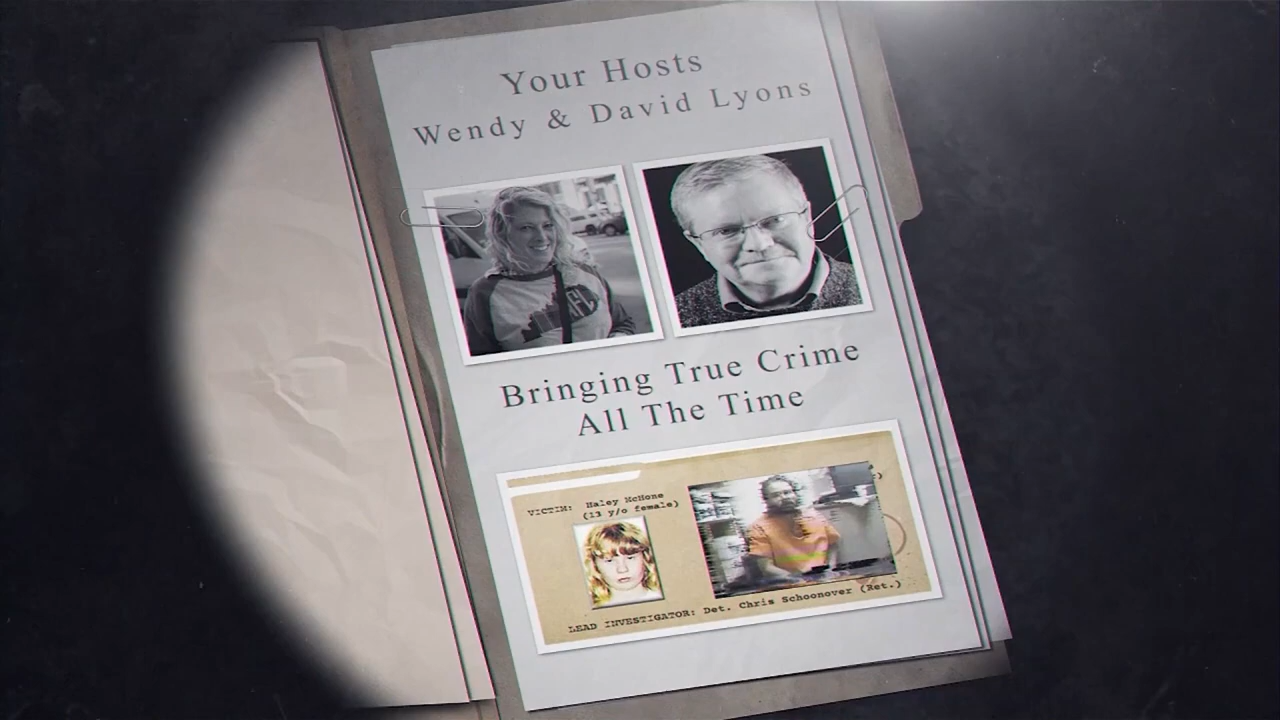 Your Hosts
Wendy & David Lyons
Bringing True Crime
All The Time
VICTIM: Haley McHone
(13 y/o female)
LEAD INVESTIGATOR: Det. Chris Schoonover (Ret.)